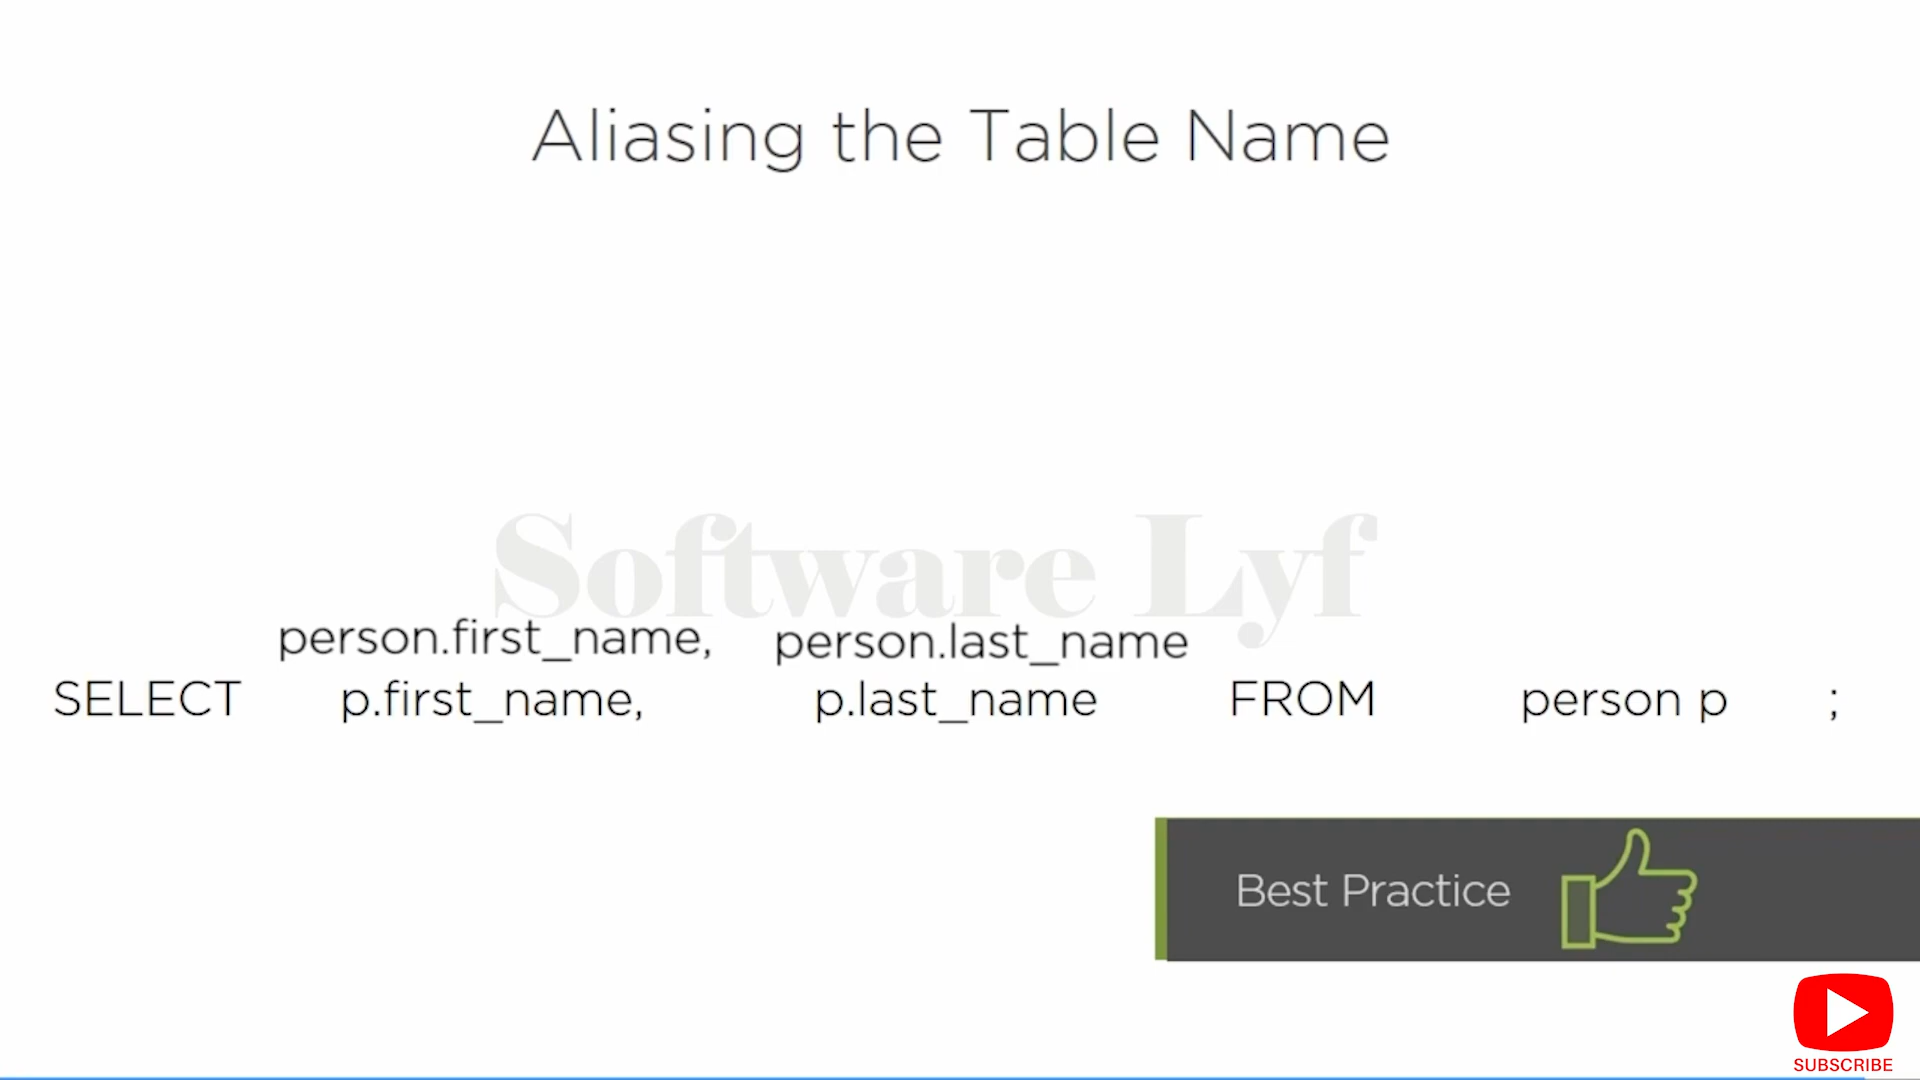 Aliasing the Table Name
Software Lyf
person.first_name, person.last_name
SELECT p.first_name, p.last_name FROM person p ;
Best Practice
SUBSCRIBE